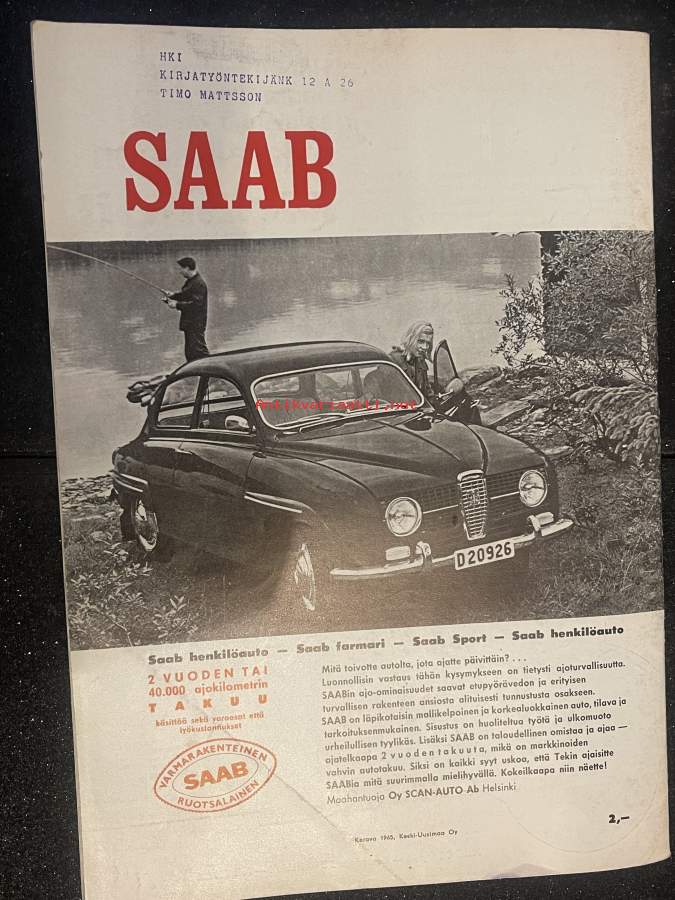 HKI
KIRJATYÖNTEKIJÄNK 12 A 26
TIMO MATTSSON
SAAB
Antikvariaatti.net
D20926
Saab henkilöauto — Saab farmari — Saab Sport — Saab henkilöauto
2 VUODEN TAI
40.000 ajokilometrin
TAKUU
käsittää sekä varaosat että
työkustannukset
VARMARAKENTEINEN
SAAB
RUOTSALAINEN
Mitä toivotte autolta, jota ajatte päivittäin? ...
Luonnollisin vastaus tähän kysymykseen on tietysti ajoturvallisuutta.
SAABin ajo-ominaisuudet saavat etupyörävedon ja erityisen
turvallisen rakenteen ansiosta alituisesti tunnustusta osakseen.
SAAB on läpikotaisin mallikelpoinen ja korkealuokkainen auto, tilava ja
tarkoituksenmukainen. Sisustus on huoliteltua työtä ja ulkomuoto
urheilullisen tyylikäs. Lisäksi SAAB on taloudellinen omistaa ja ajaa —
ajatelkaapa 2 vuoden takuuta, mikä on markkinoiden
vahvin autotakuu. Siksi on kaikki syyt uskoa, että Tekin ajaisitte
SAABia mitä suurimmalla mielihyvällä. Kokeilkaapa niin näette!
Maahantuoja Oy SCAN-AUTO Ab Helsinki
2,—
Kerava 1965, Keski-Uusimaa Oy